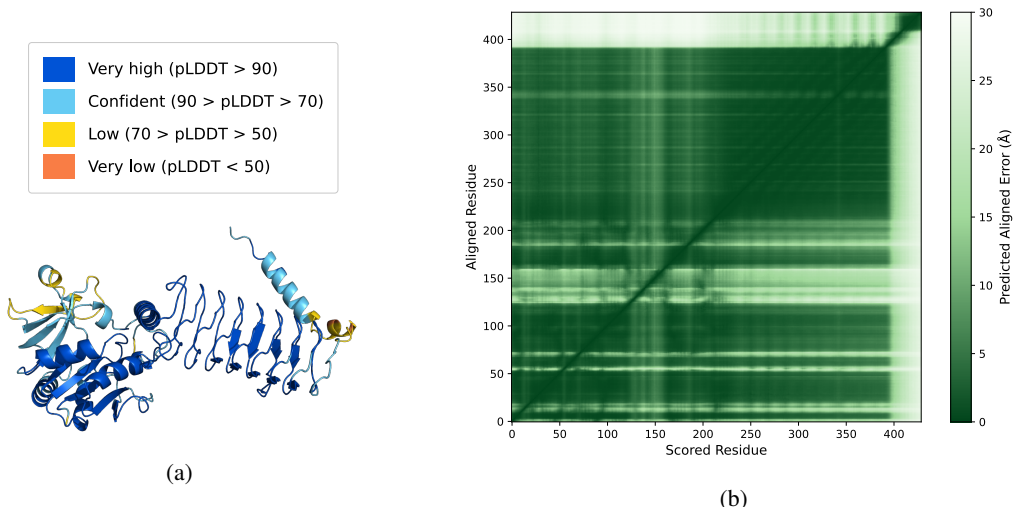 Very high (pLDDT > 90)
Confident (90 > pLDDT > 70)
Low (70 > pLDDT > 50)
Very low (pLDDT < 50)
(a)
400
350
300
250
200
150
100
50
0
Aligned Residue
0 50 100 150 200 250 300 350 400
Scored Residue
30
25
20
15
10
5
0
Predicted Aligned Error (Å)
(b)